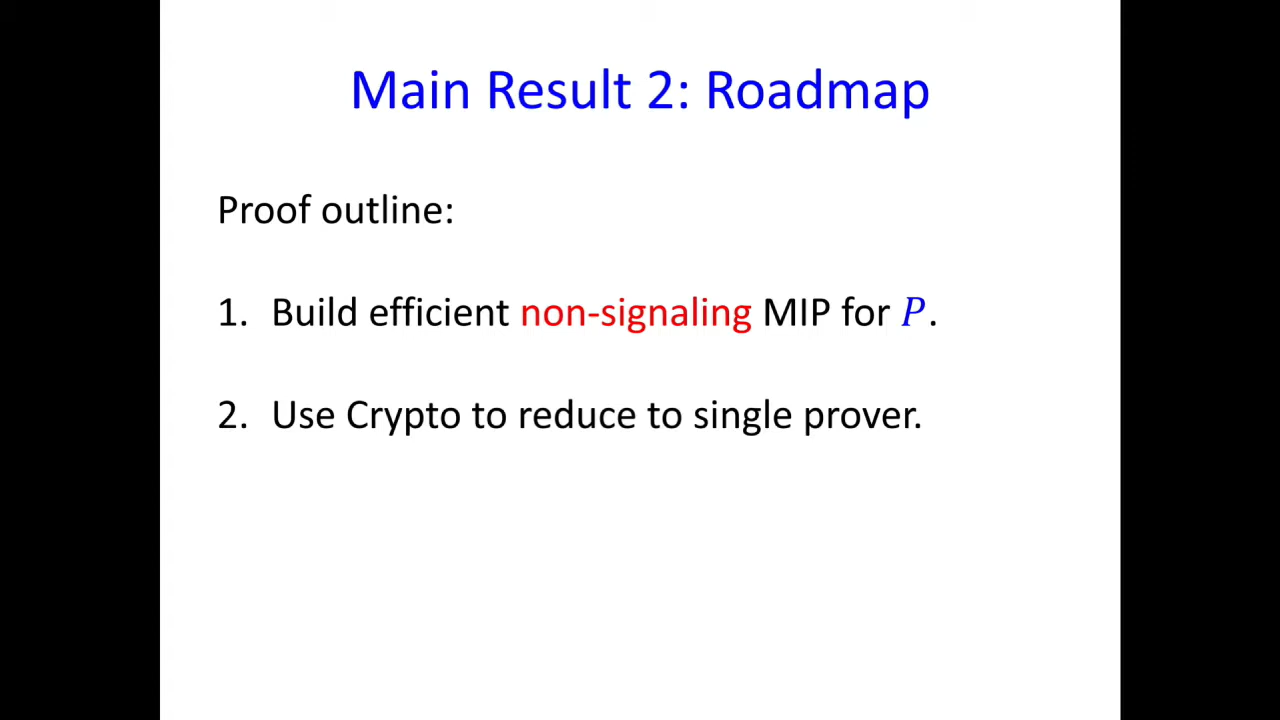 Main Result 2: Roadmap
Proof outline:
1. Build efficient non-signaling MIP for P.
2. Use Crypto to reduce to single prover.